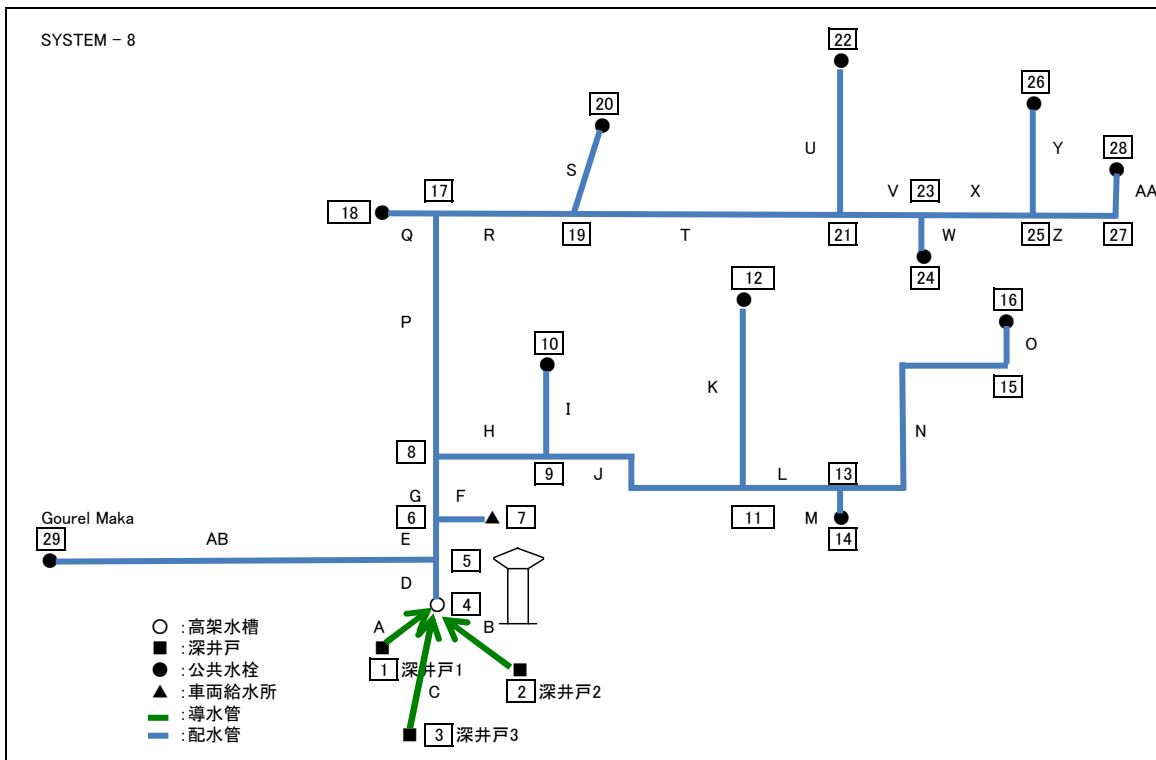 SYSTEM - 8
22
26
20
U
Y
28
S
17
V
23
X
AA
18
Q
R
19
T
21
W
25
Z
27
24
12
16
P
10
O
K
15
I
H
N
8
9
J
L
13
G
F
Gourel Maka
6
7
11
M
29
AB
E
14
5
D
4
○ :高架水槽
A
B
■ :深井戸
1 深井戸1
● :公共水栓
C
2 深井戸2
▲ :車両給水所
:導水管
:配水管
3 深井戸3